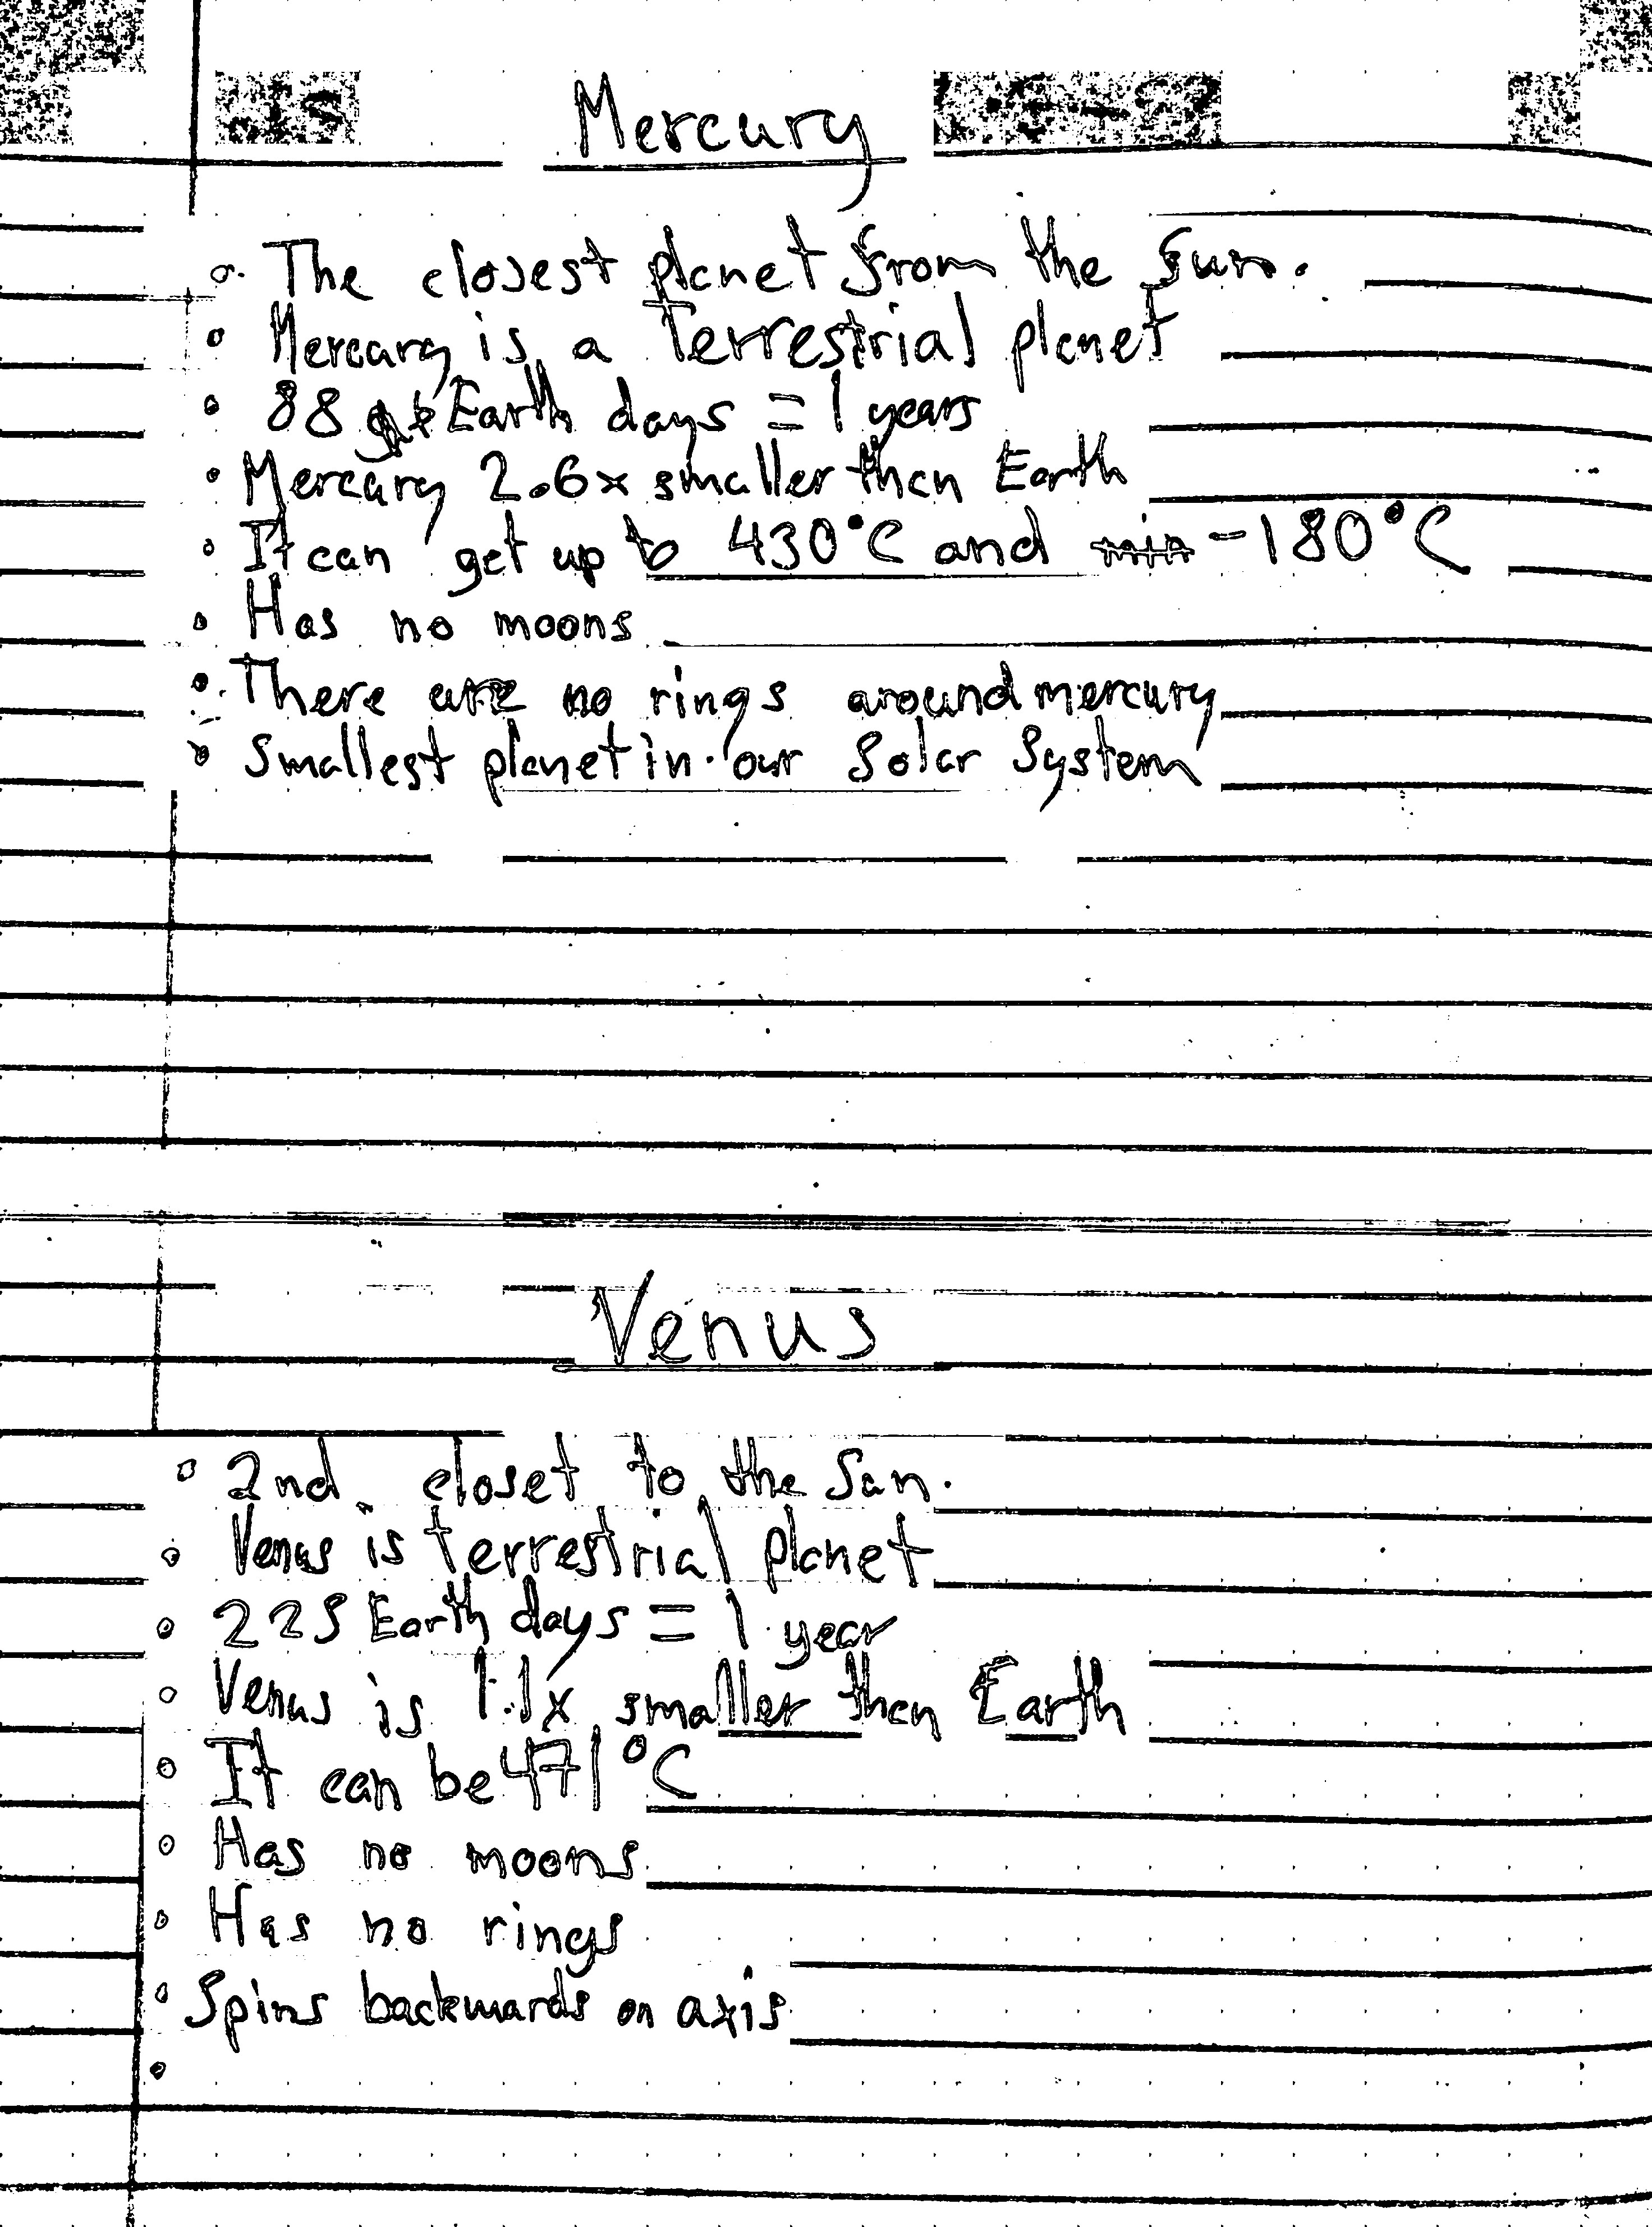 Mercury
The closest planet from the Sun.
Mercury is a terrestrial planet
88 Earth days = 1 years
Mercury 2.6x smaller then Earth
It can get up to 430°C and min -180°C
Has no moons
There are no rings around mercury
Smallest planet in our Solar System
Venus
2nd closet to the Sun.
Venus is terrestrial planet
225 Earth days = 1 year
Venus is 1.1x smaller then Earth
It can be 471°C
Has no moons
Has no rings
Spins backwards on axis